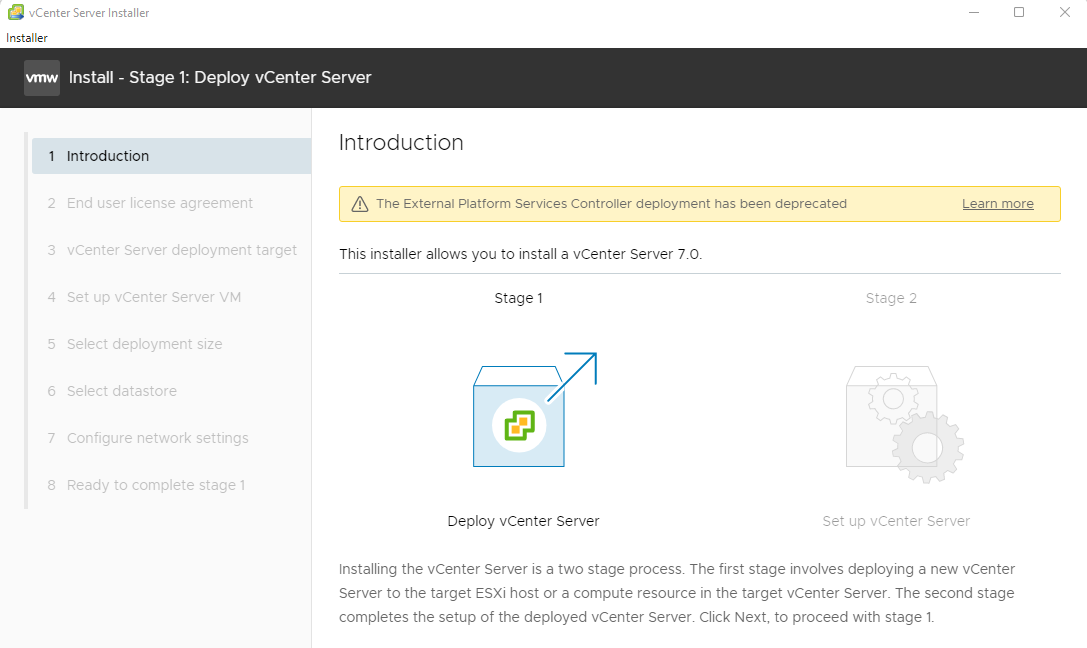 vCenter Server Installer
Installer
vmw Install - Stage 1: Deploy vCenter Server
1 Introduction
2 End user license agreement
3 vCenter Server deployment target
4 Set up vCenter Server VM
5 Select deployment size
6 Select datastore
7 Configure network settings
8 Ready to complete stage 1
Introduction
The External Platform Services Controller deployment has been deprecated Learn more
This installer allows you to install a vCenter Server 7.0.
Stage 1
Stage 2
Deploy vCenter Server
Set up vCenter Server
Installing the vCenter Server is a two stage process. The first stage involves deploying a new vCenter
Server to the target ESXi host or a compute resource in the target vCenter Server. The second stage
completes the setup of the deployed vCenter Server. Click Next, to proceed with stage 1.